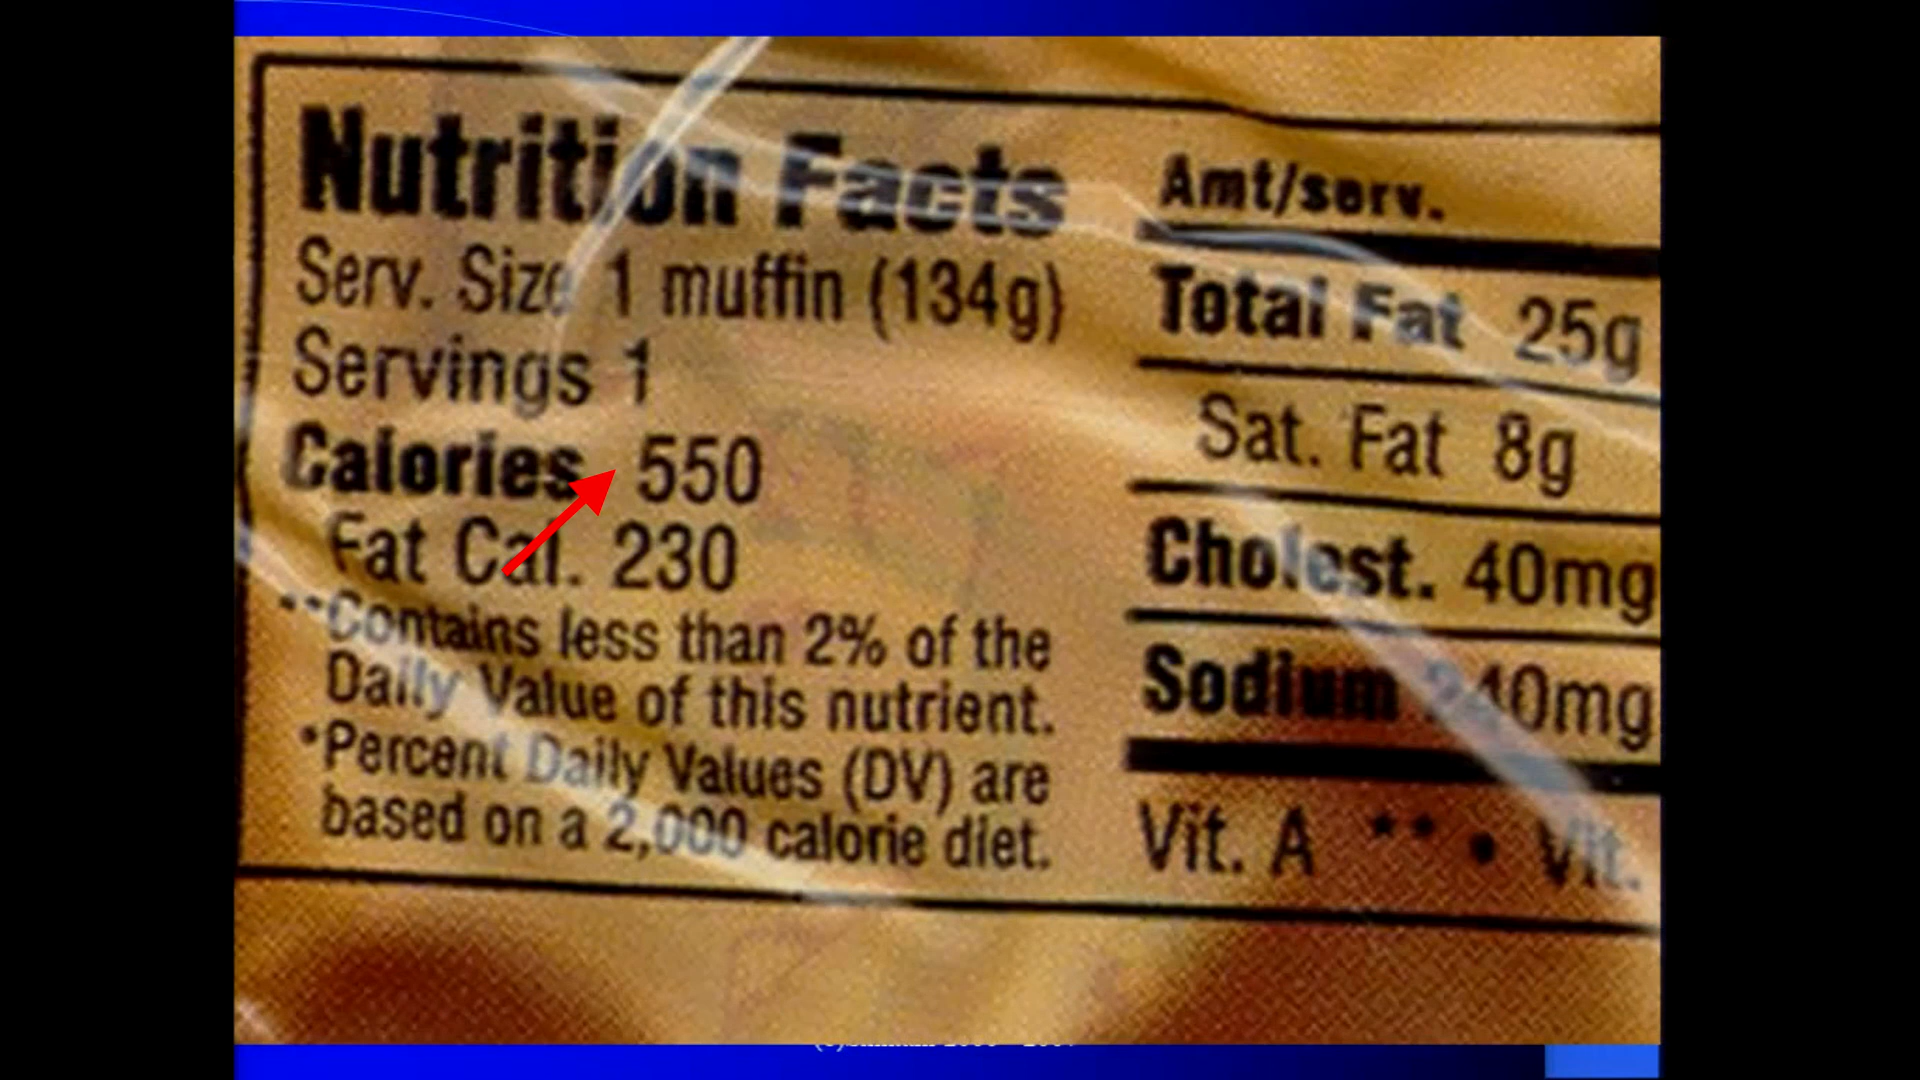 Nutrition Facts
Serv. Size 1 muffin (134g)
Servings 1
Calories 550
Fat Cal. 230
**Contains less than 2% of the
Daily Value of this nutrient.
*Percent Daily Values (DV) are
based on a 2,000 calorie diet.
Amt/serv.
Total Fat 25g
Sat. Fat 8g
Cholest. 40mg
Sodium
Vit. A ** • Vit.